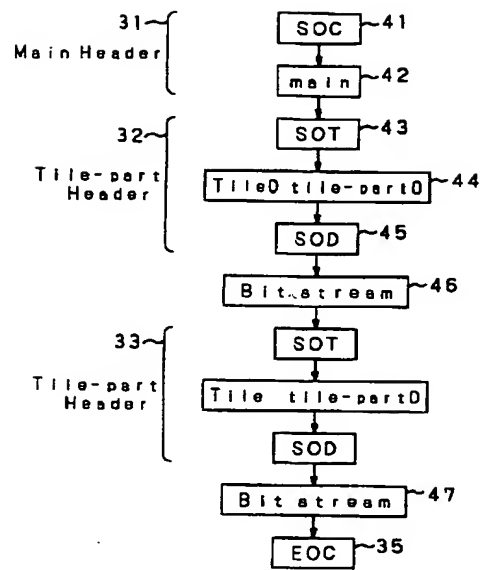 31
SOC 41
Main Header
main 42
32
SOT 43
Tile-part
Header
Tile0 tile-part0 44
SOD 45
Bit stream 46
33
SOT
Tile-part
Header
Tile tile-part0
SOD
Bit stream 47
EOC 35